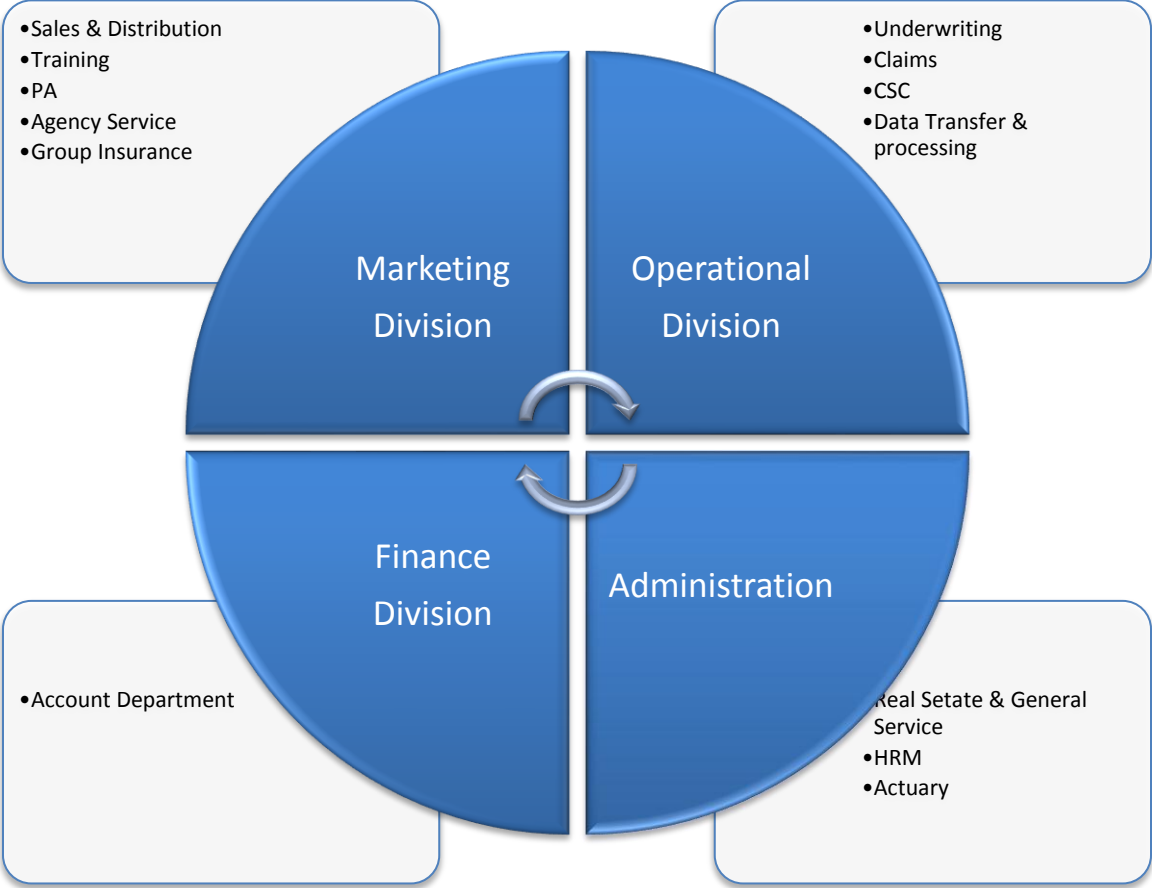 •Sales & Distribution
•Training
•PA
•Agency Service
•Group Insurance
•Underwriting
•Claims
•CSC
•Data Transfer &
processing
Marketing
Division
Operational
Division
Finance
Division
Administration
•Account Department
Real Setate & General
Service
•HRM
•Actuary